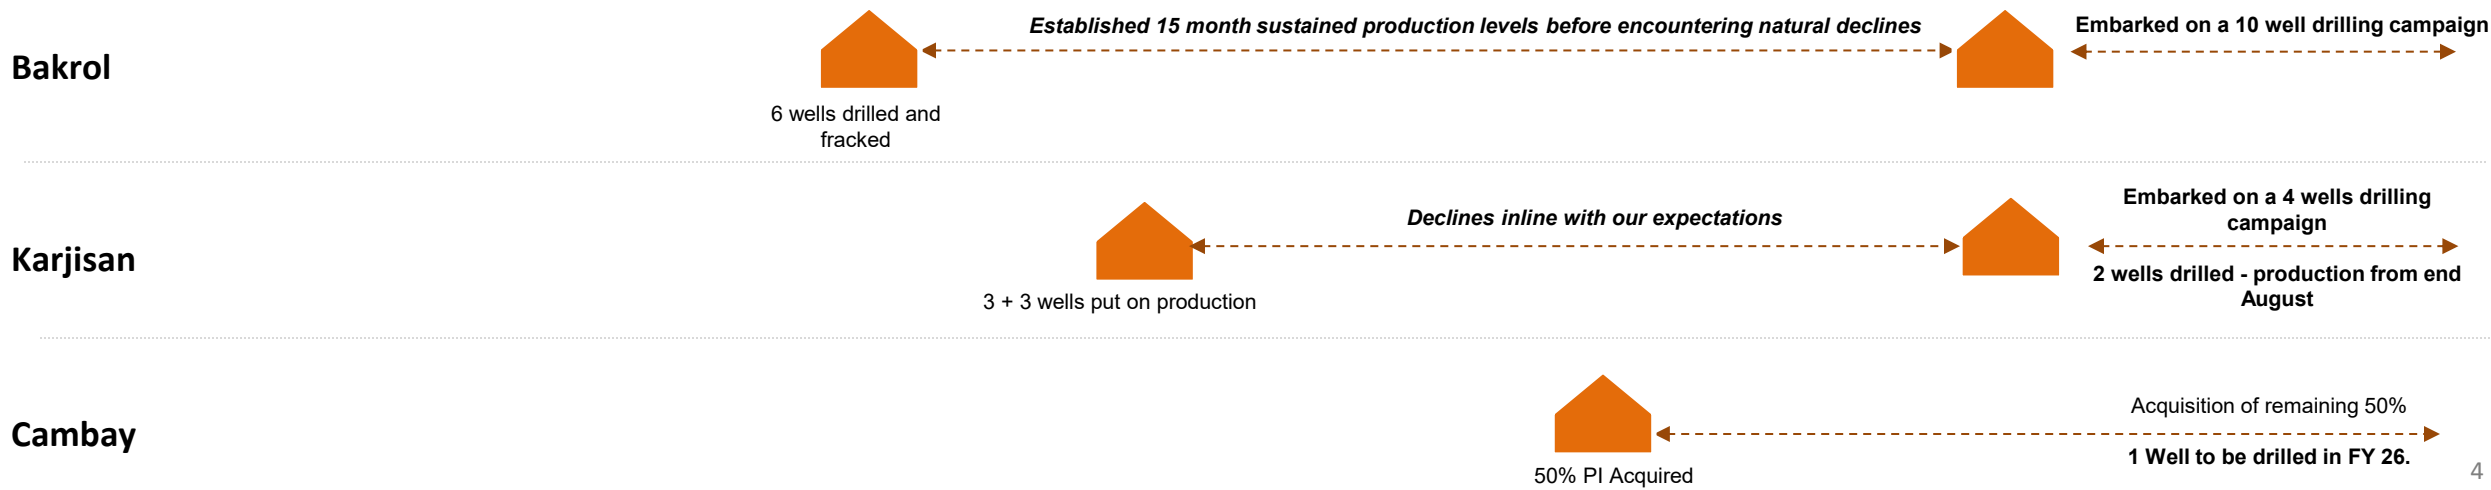 Bakrol
Established 15 month sustained production levels before encountering natural declines
Embarked on a 10 well drilling campaign
6 wells drilled and
fracked
Karjisan
3 + 3 wells put on production
Declines inline with our expectations
Embarked on a 4 wells drilling
campaign
2 wells drilled - production from end
August
Cambay
50% PI Acquired
Acquisition of remaining 50%
1 Well to be drilled in FY 26.
4